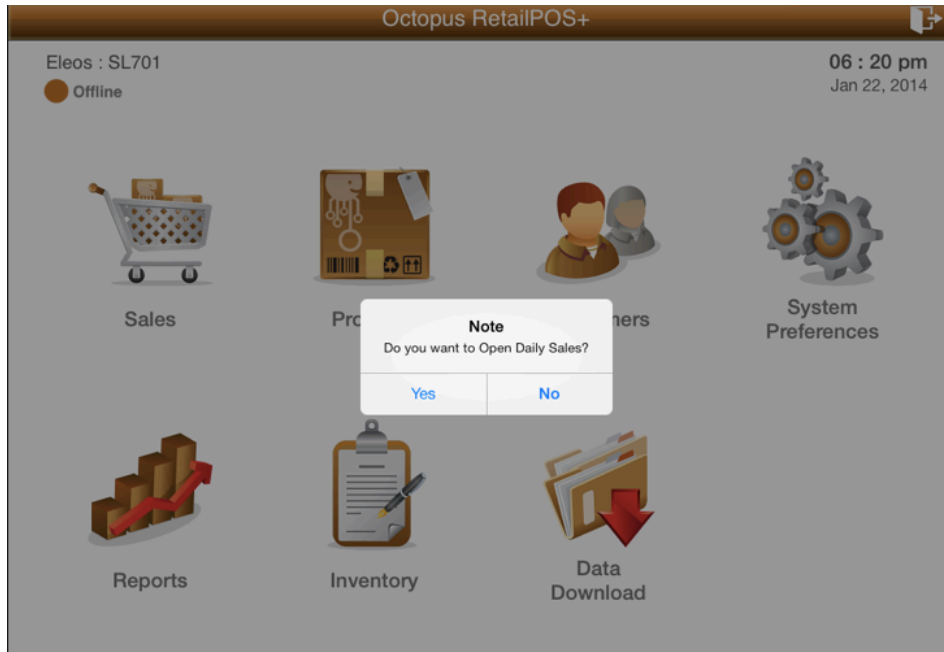 Octopus RetailPOS+
Eleos : SL701
06 : 20 pm
Offline
Jan 22, 2014
Sales
System
Preferences
Note
Do you want to Open Daily Sales?
Yes
No
Reports
Inventory
Data
Download